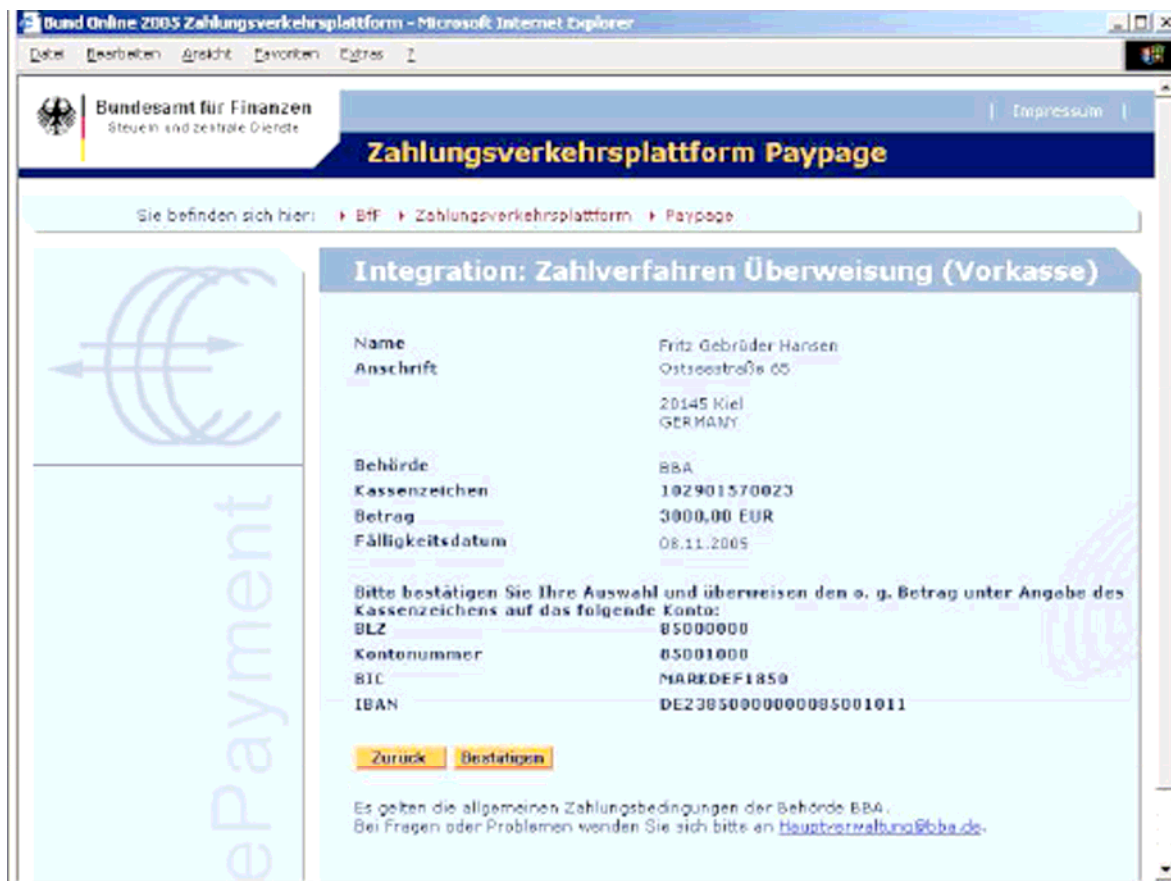 Bund Online 2005 Zahlungsverkehrsplattform - Microsoft Internet Explorer
Datei Bearbeiten Ansicht Favoriten Extras ?
Bundesamt für Finanzen
Steuern und zentrale Dienste
| Impressum |
Zahlungsverkehrsplattform Paypage
Sie befinden sich hier: BfF Zahlungsverkehrsplattform Paypage
Integration: Zahlverfahren Überweisung (Vorkasse)
Name Fritz Gebrüder Hansen
Anschrift Ostseestraße 65
20145 Kiel
GERMANY
Behörde BBA
Kassenzeichen 102901570023
Betrag 3000,00 EUR
Fälligkeitsdatum 08.11.2005
Bitte bestätigen Sie Ihre Auswahl und überweisen den o. g. Betrag unter Angabe des
Kassenzeichens auf das folgende Konto:
BLZ 85000000
Kontonummer 85001000
BIC MARKDEF1850
IBAN DE23850000000085001011
Zurück Bestätigen
Es gelten die allgemeinen Zahlungsbedingungen der Behörde BBA.
Bei Fragen oder Problemen wenden Sie sich bitte an Hauptverwaltung@bba.de.
ePayment